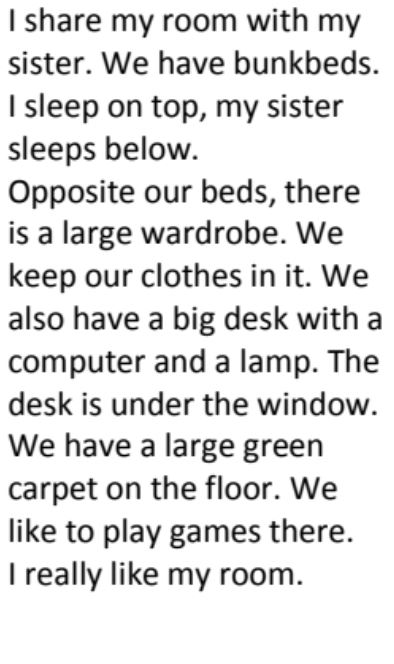 I share my room with my
sister. We have bunkbeds.
I sleep on top, my sister
sleeps below.
Opposite our beds, there
is a large wardrobe. We
keep our clothes in it. We
also have a big desk with a
computer and a lamp. The
desk is under the window.
We have a large green
carpet on the floor. We
like to play games there.
I really like my room.